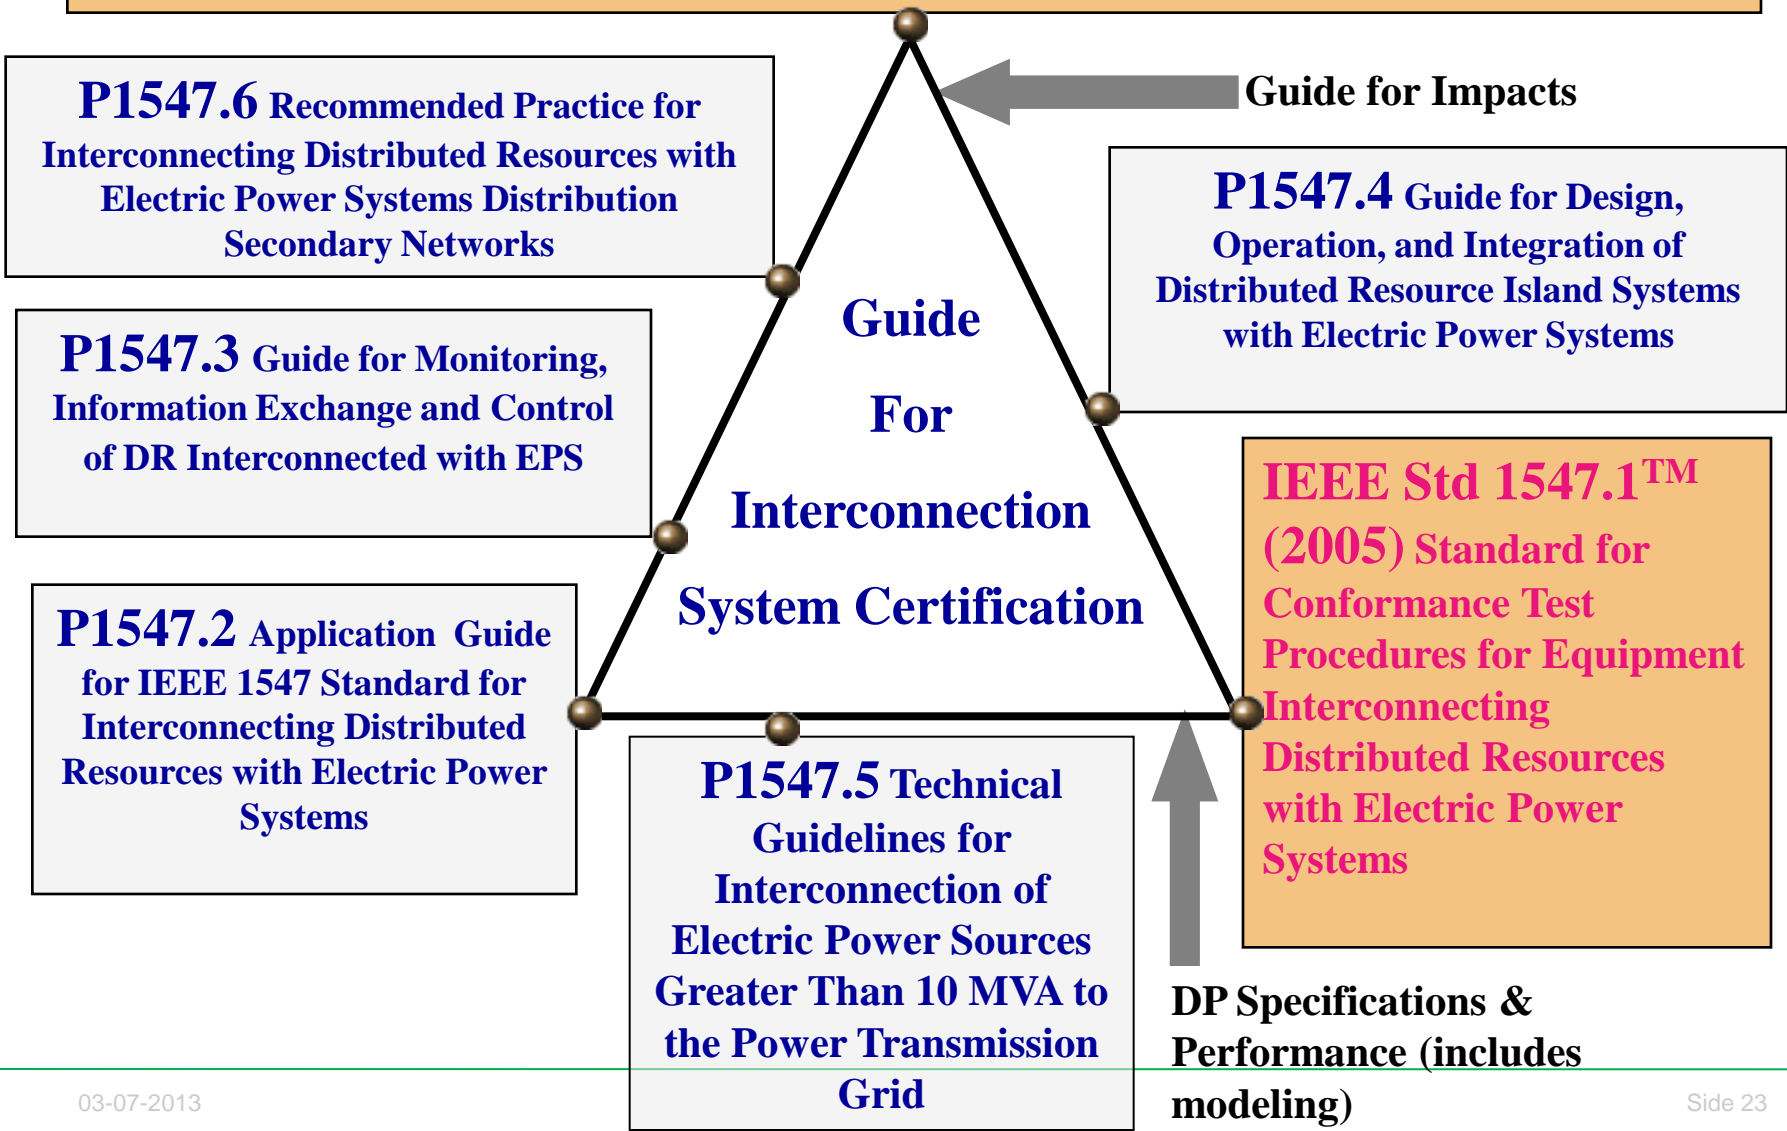 Guide for Impacts
P1547.6 Recommended Practice for
Interconnecting Distributed Resources with
Electric Power Systems Distribution
Secondary Networks
P1547.4 Guide for Design,
Operation, and Integration of
Distributed Resource Island Systems
with Electric Power Systems
P1547.3 Guide for Monitoring,
Information Exchange and Control
of DR Interconnected with EPS
Guide
For
Interconnection
System Certification
IEEE Std 1547.1TM
(2005) Standard for
Conformance Test
Procedures for Equipment
Interconnecting
Distributed Resources
with Electric Power
Systems
P1547.2 Application Guide
for IEEE 1547 Standard for
Interconnecting Distributed
Resources with Electric Power
Systems
P1547.5 Technical
Guidelines for
Interconnection of
Electric Power Sources
Greater Than 10 MVA to
the Power Transmission
Grid
DP Specifications &
Performance (includes
modeling)
03-07-2013
Side 23